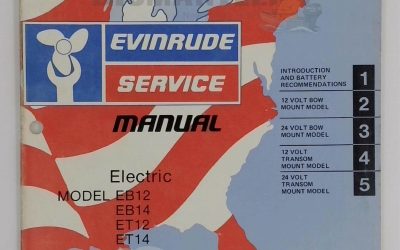 EVINRUDE
SERVICE
MANUAL
Electric
MODEL EB12
EB14
ET12
ET14
INTRODUCTION
AND BATTERY
RECOMMENDATIONS
1
12 VOLT BOW
MOUNT MODEL
2
24 VOLT BOW
MOUNT MODEL
3
12 VOLT
TRANSOM
MOUNT MODEL
4
24 VOLT
TRANSOM
MOUNT MODEL
5